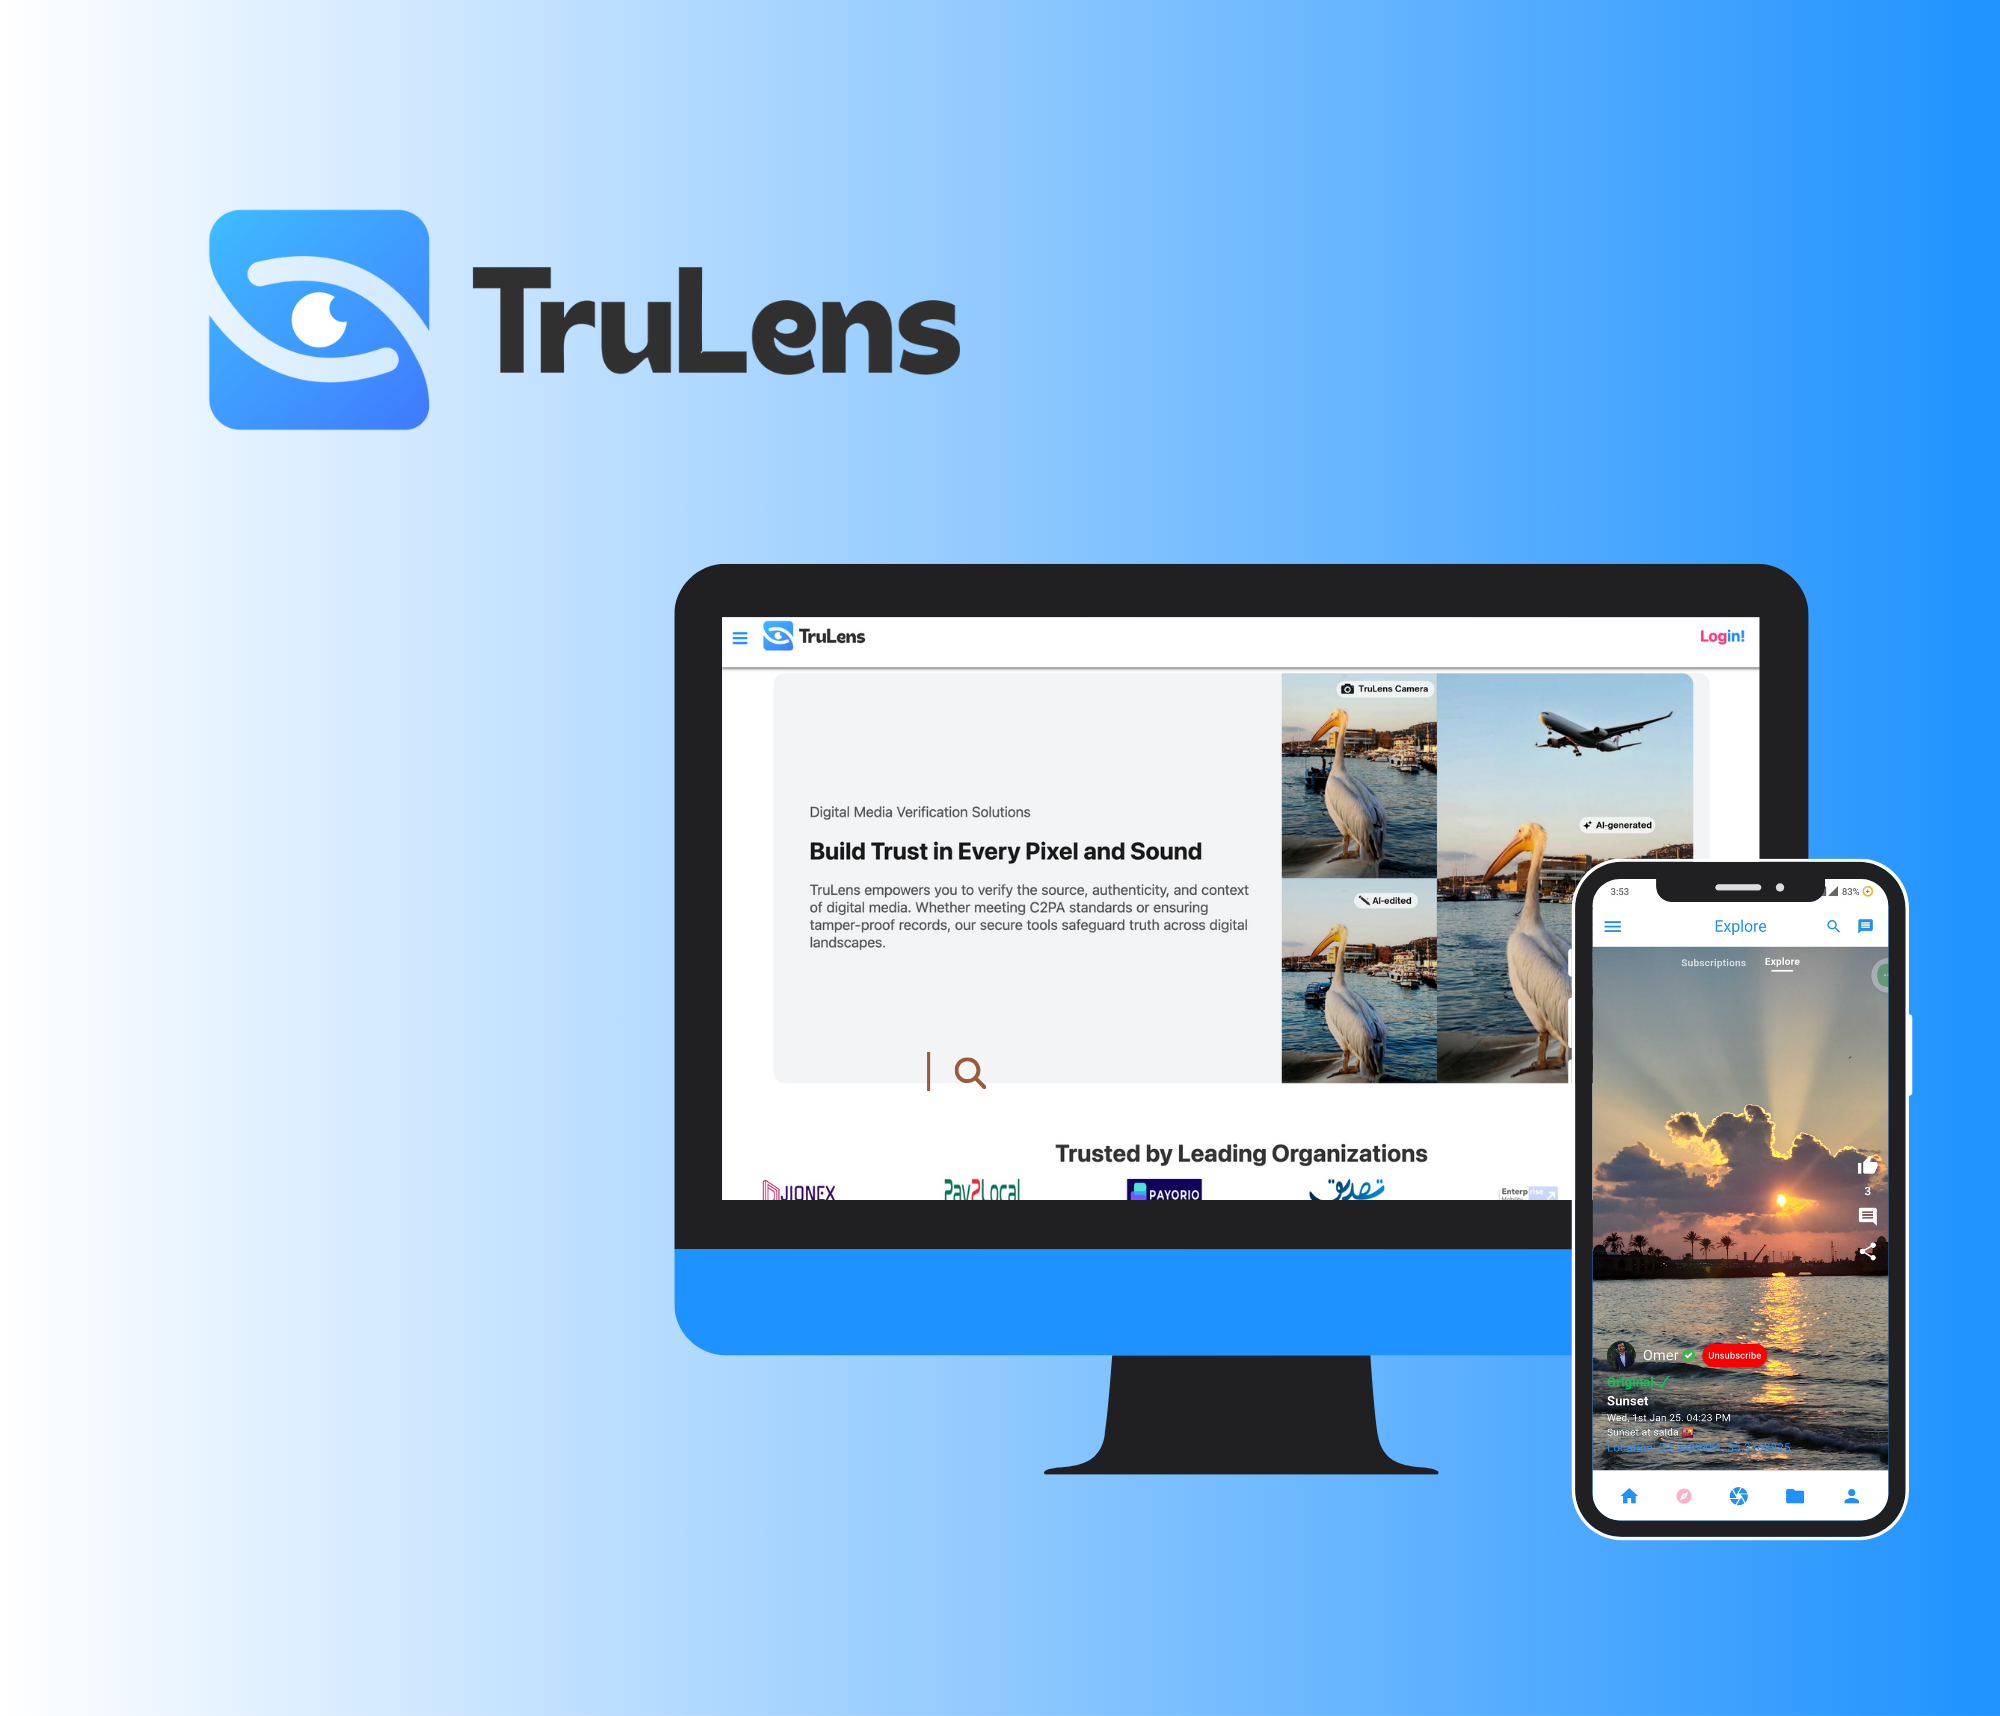 TruLens
TruLens
Login!
TruLens Camera
AI-generated
AI-edited
Digital Media Verification Solutions
Build Trust in Every Pixel and Sound
TruLens empowers you to verify the source, authenticity, and context
of digital media. Whether meeting C2PA standards or ensuring
tamper-proof records, our secure tools safeguard truth across digital
landscapes.
Trusted by Leading Organizations
JIONEX
Pay2Local
PAYORIO
تصديق
Enterprise
Mobility
3:53
83%
Explore
Subscriptions
Explore
3
Omer
Unsubscribe
Original ✓
Sunset
Wed, 1st Jan 25. 04:23 PM
Sunset at saida
Location: